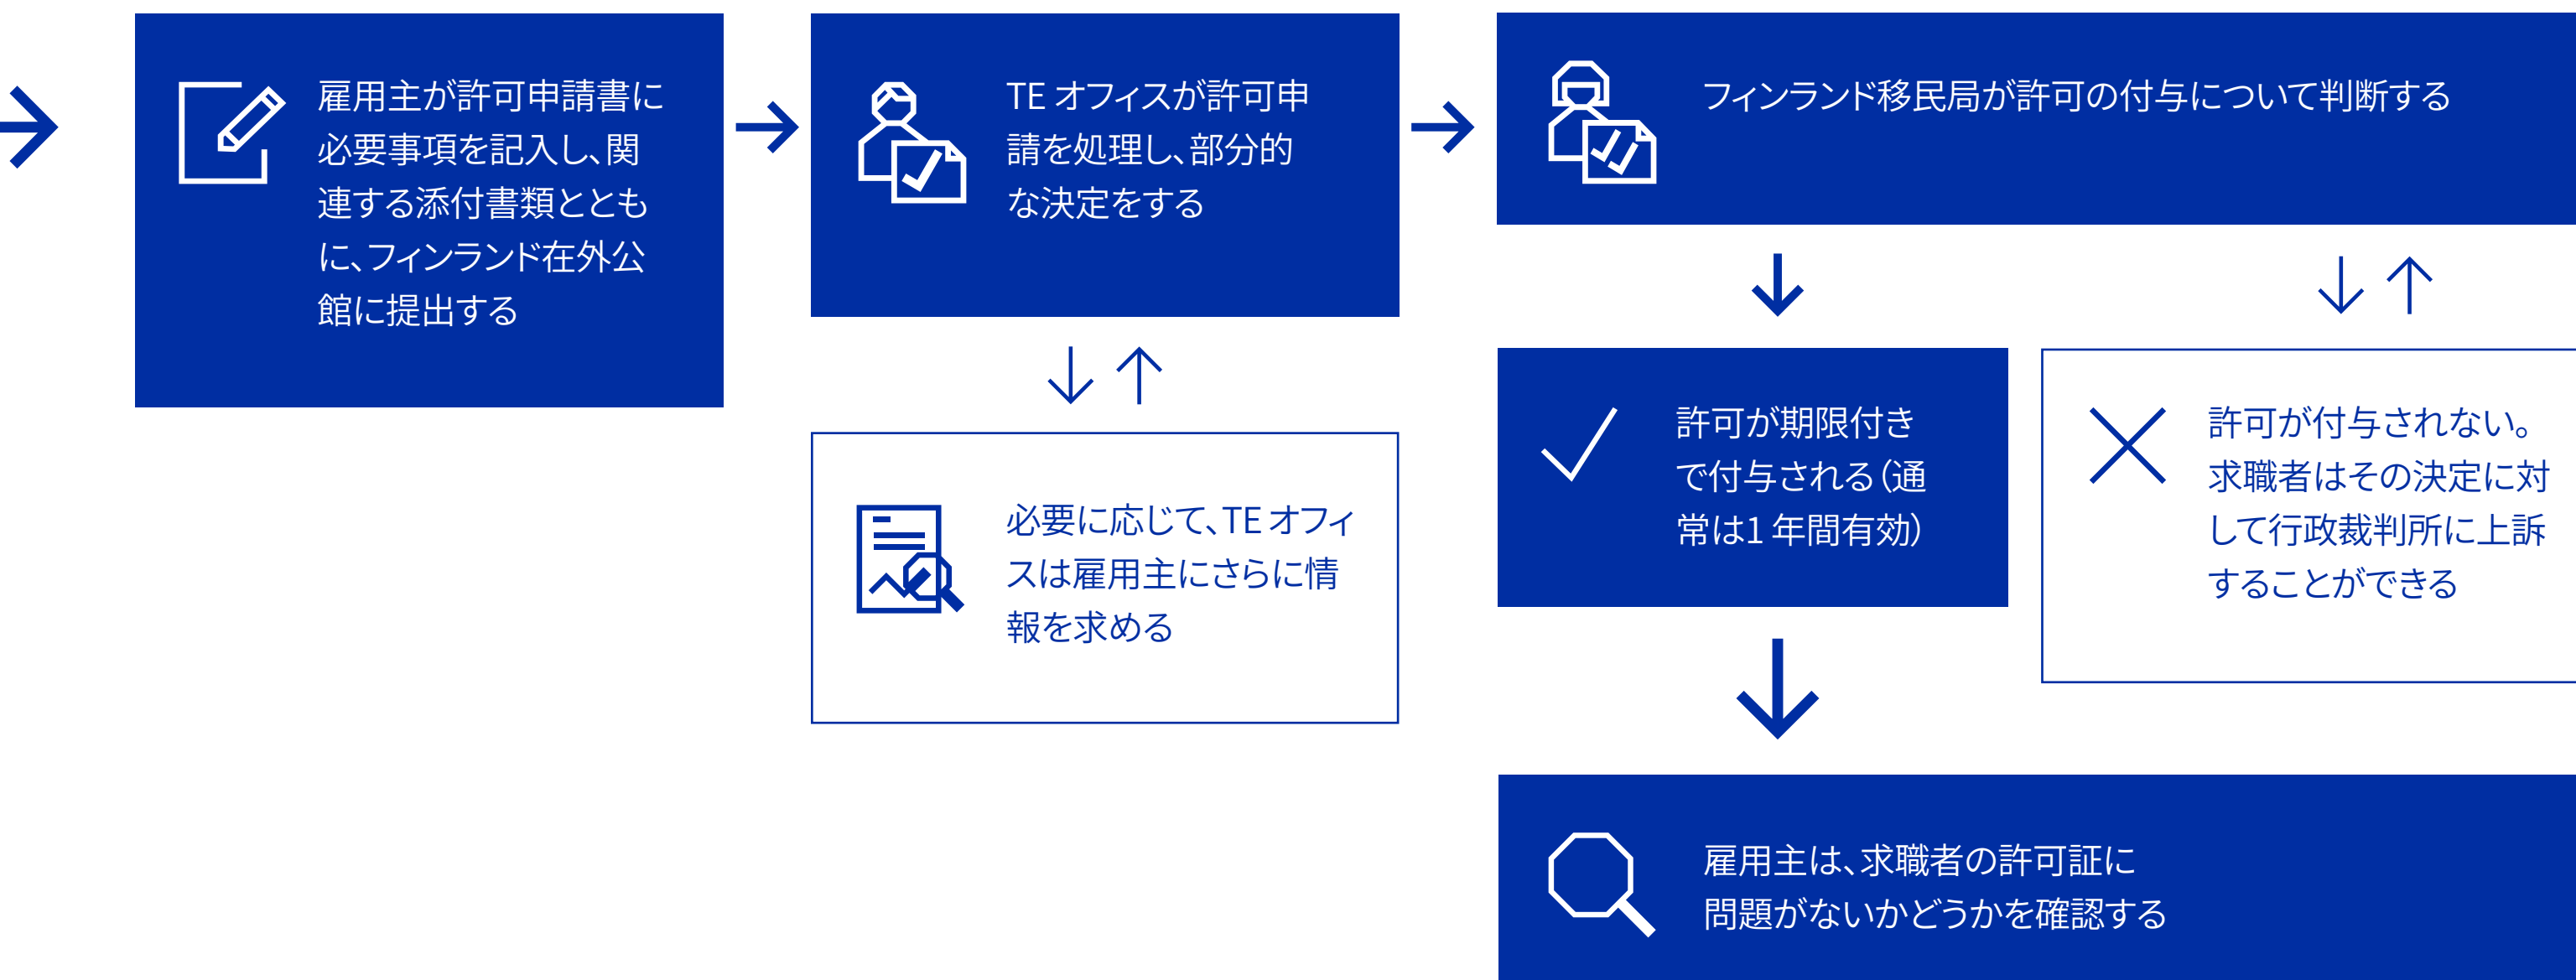 雇用主が許可申請書に
必要事項を記入し、関
連する添付書類ととも
に、フィンランド在外公
館に提出する
TE オフィスが許可申
請を処理し、部分的
な決定をする
必要に応じて、TE オフィ
スは雇用主にさらに情
報を求める
フィンランド移民局が許可の付与について判断する
許可が期限付き
で付与される（通
常は1 年間有効）
許可が付与されない。
求職者はその決定に対
して行政裁判所に上訴
することができる
雇用主は、求職者の許可証に
問題がないかどうかを確認する